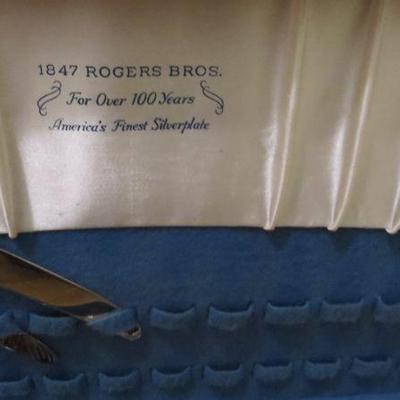 1847 ROGERS BROS.
For Over 100 Years
America's Finest Silverplate